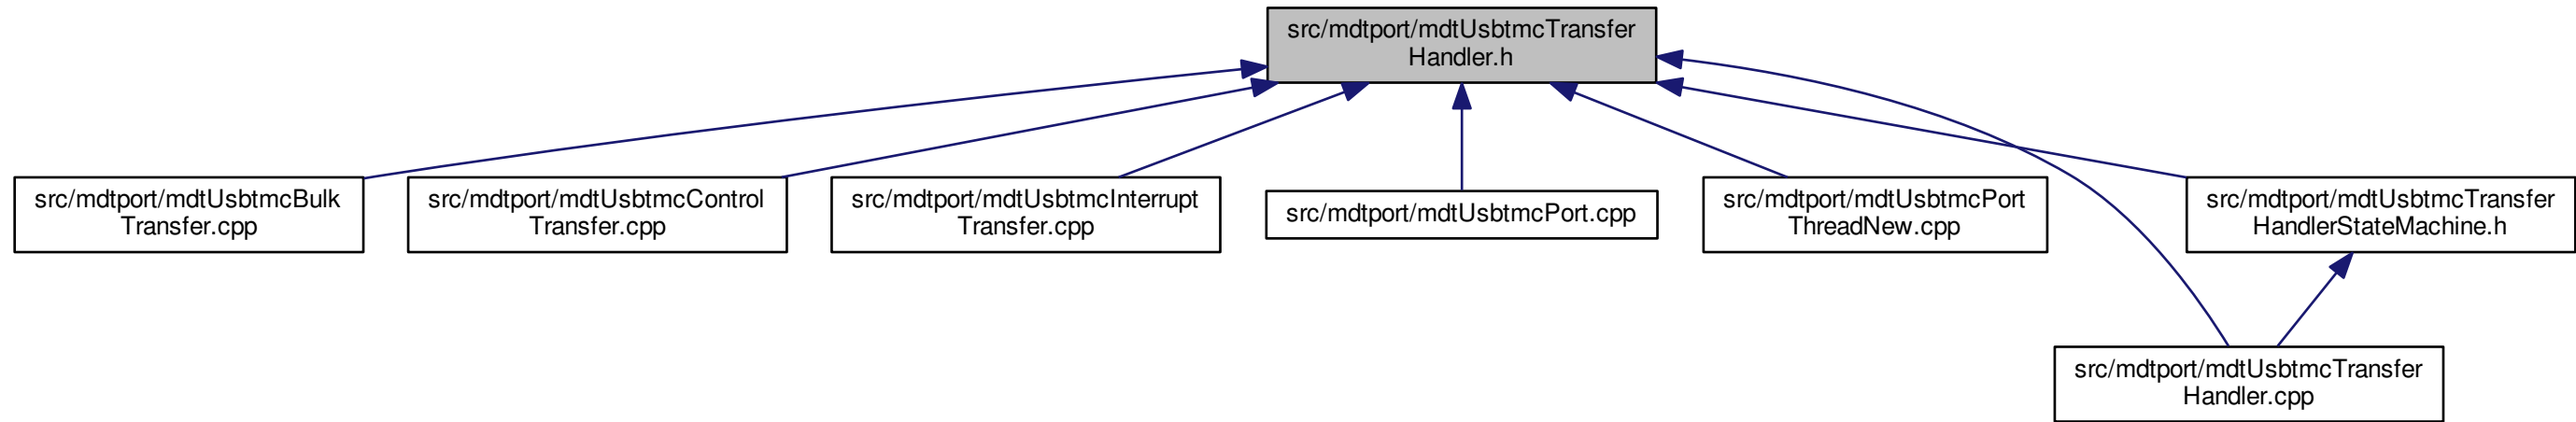 src/mdtport/mdtUsbtmcTransfer
Handler.h
src/mdtport/mdtUsbtmcBulk
Transfer.cpp
src/mdtport/mdtUsbtmcControl
Transfer.cpp
src/mdtport/mdtUsbtmcInterrupt
Transfer.cpp
src/mdtport/mdtUsbtmcPort.cpp
src/mdtport/mdtUsbtmcPort
ThreadNew.cpp
src/mdtport/mdtUsbtmcTransfer
HandlerStateMachine.h
src/mdtport/mdtUsbtmcTransfer
Handler.cpp